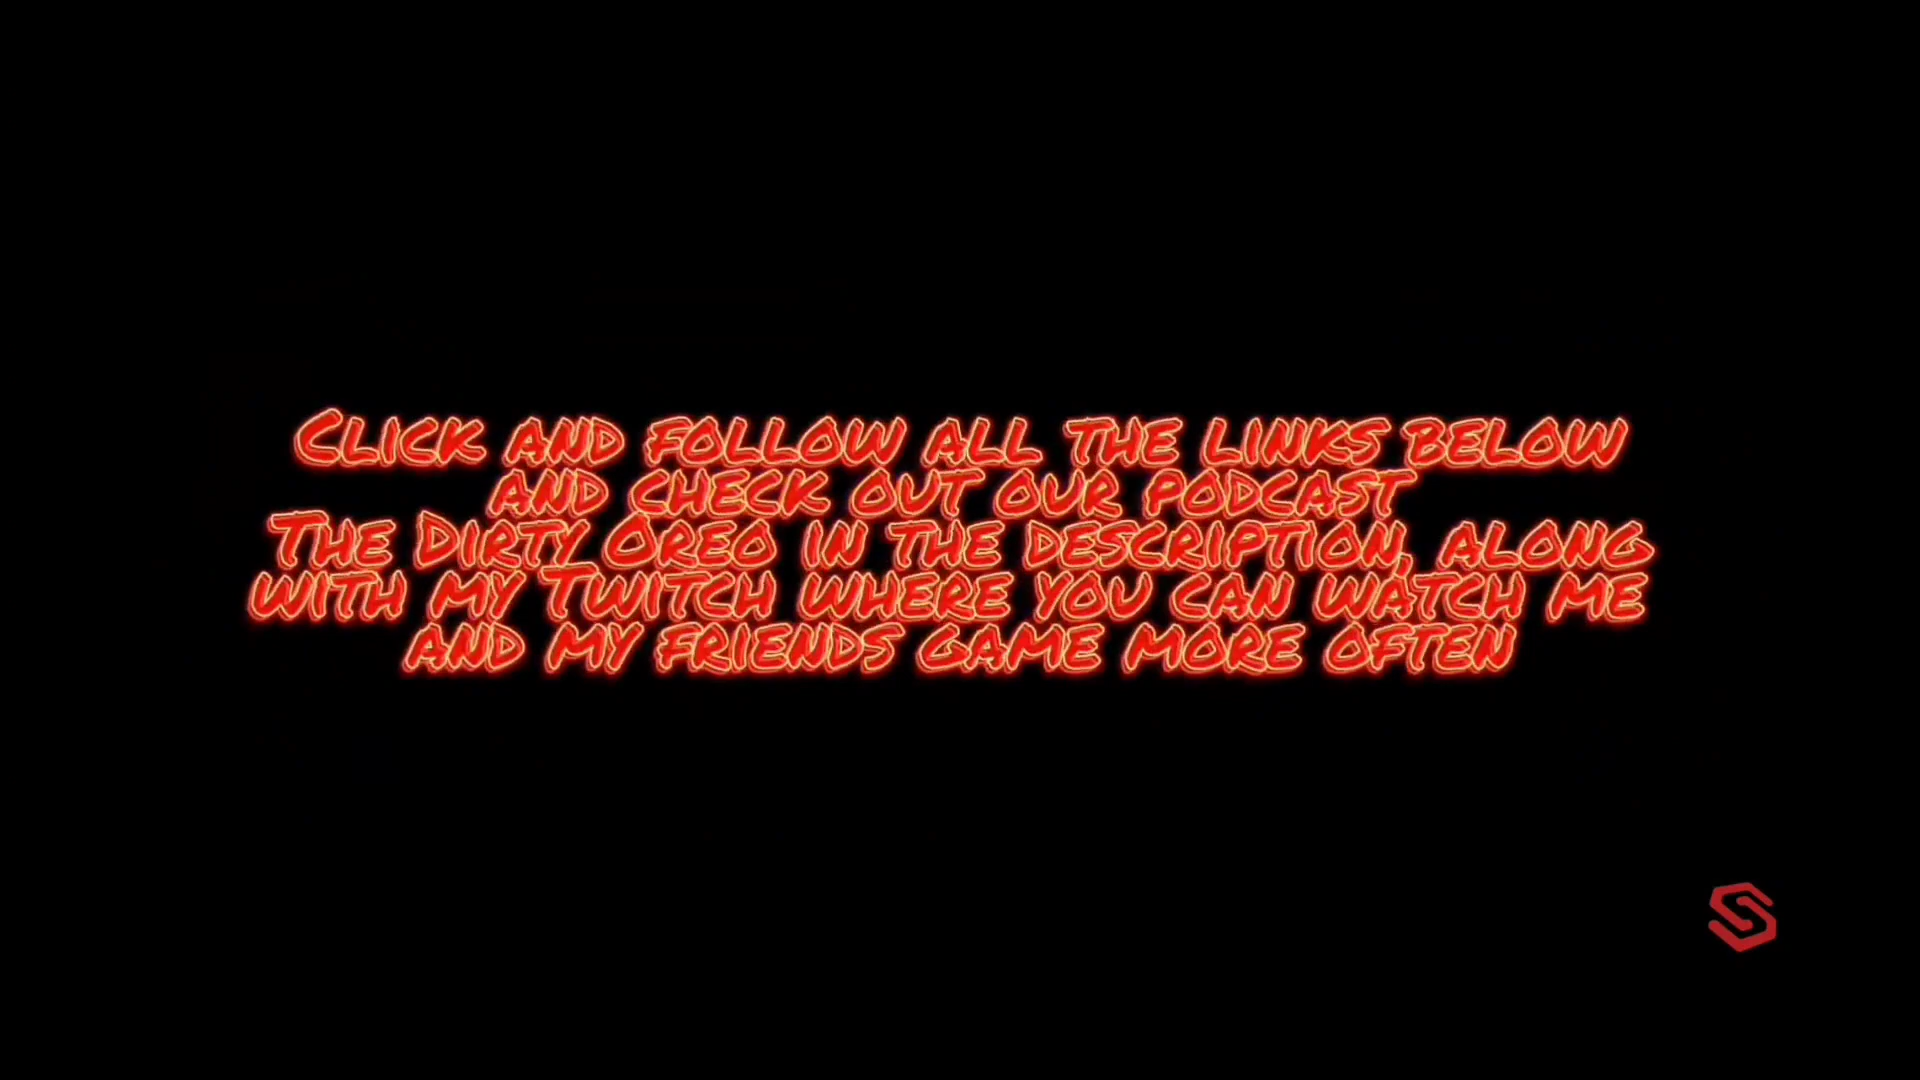 Click and follow all the links below
and check out our podcast
The Dirty Oreo in the description, along
with my Twitch where you can watch me
and my friends game more often